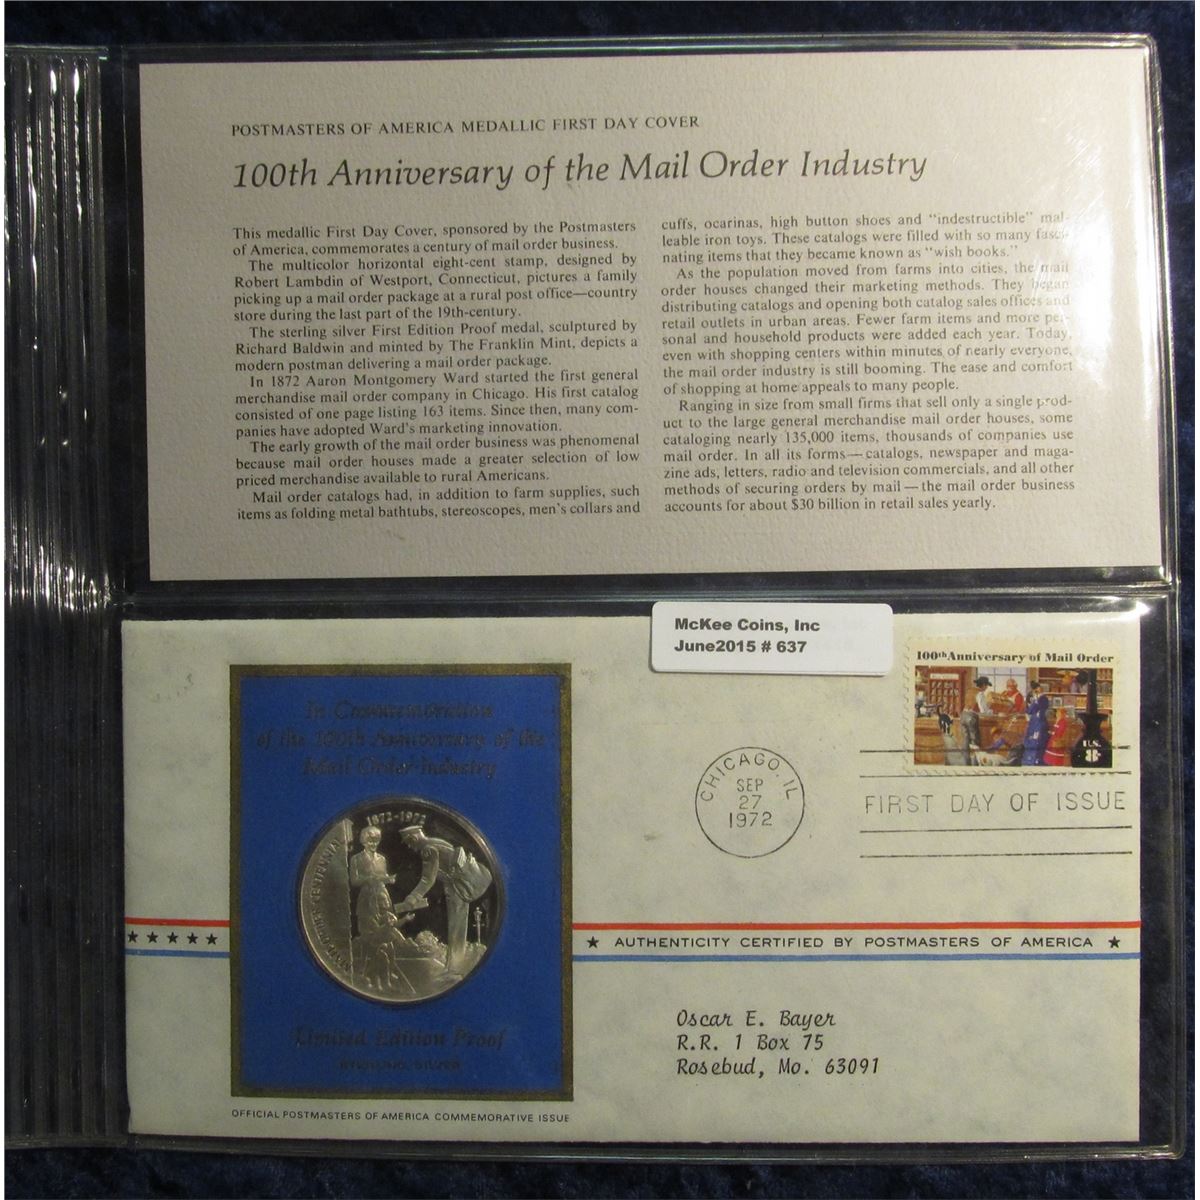 POSTMASTERS OF AMERICA MEDALLIC FIRST DAY COVER
100th Anniversary of the Mail Order Industry
This medallic First Day Cover, sponsored by the Postmasters
of America, commemorates a century of mail order business.
The multicolor horizontal eight-cent stamp, designed by
Robert Lambdin of Westport, Connecticut, pictures a family
picking up a mail order package at a rural post office—country
store during the last part of the 19th-century.
The sterling silver First Edition Proof medal, sculptured by
Richard Baldwin and minted by The Franklin Mint, depicts a
modern postman delivering a mail order package.
In 1872 Aaron Montgomery Ward started the first general
merchandise mail order company in Chicago. His first catalog
consisted of one page listing 163 items. Since then, many com-
panies have adopted Ward's marketing innovation.
The early growth of the mail order business was phenomenal
because mail order houses made a greater selection of low
priced merchandise available to rural Americans.
Mail order catalogs had, in addition to farm supplies, such
items as folding metal bathtubs, stereoscopes, men's collars and
cuffs, ocarinas, high button shoes and "indestructible" mal-
leable iron toys. These catalogs were filled with so many fasci-
nating items that they became known as "wish books."
As the population moved from farms into cities, the mail
order houses changed their marketing methods. They began
distributing catalogs and opening both catalog sales offices and
retail outlets in urban areas. Fewer farm items and more per-
sonal and household products were added each year. Today,
even with shopping centers within minutes of nearly everyone,
the mail order industry is still booming. The ease and comfort
of shopping at home appeals to many people.
Ranging in size from small firms that sell only a single prod-
uct to the large general merchandise mail order houses, some
cataloging nearly 135,000 items, thousands of companies use
mail order. In all its forms—catalogs, newspaper and maga-
zine ads, letters, radio and television commercials, and all other
methods of securing orders by mail—the mail order business
accounts for about $30 billion in retail sales yearly.
McKee Coins, Inc
June2015 # 637
100th Anniversary of Mail Order
U.S.
8c
CHICAGO, IL
SEP
27
1972
FIRST DAY OF ISSUE
In Commemoration
of the 100th Anniversary of the
Mail Order Industry
1872-1972
MAIL ORDER CENTENNIAL
Limited Edition Proof
STERLING SILVER
★ ★ ★ ★ ★
★ AUTHENTICITY CERTIFIED BY POSTMASTERS OF AMERICA ★
Oscar E. Bayer
R.R. 1 Box 75
Rosebud, Mo. 63091
OFFICIAL POSTMASTERS OF AMERICA COMMEMORATIVE ISSUE